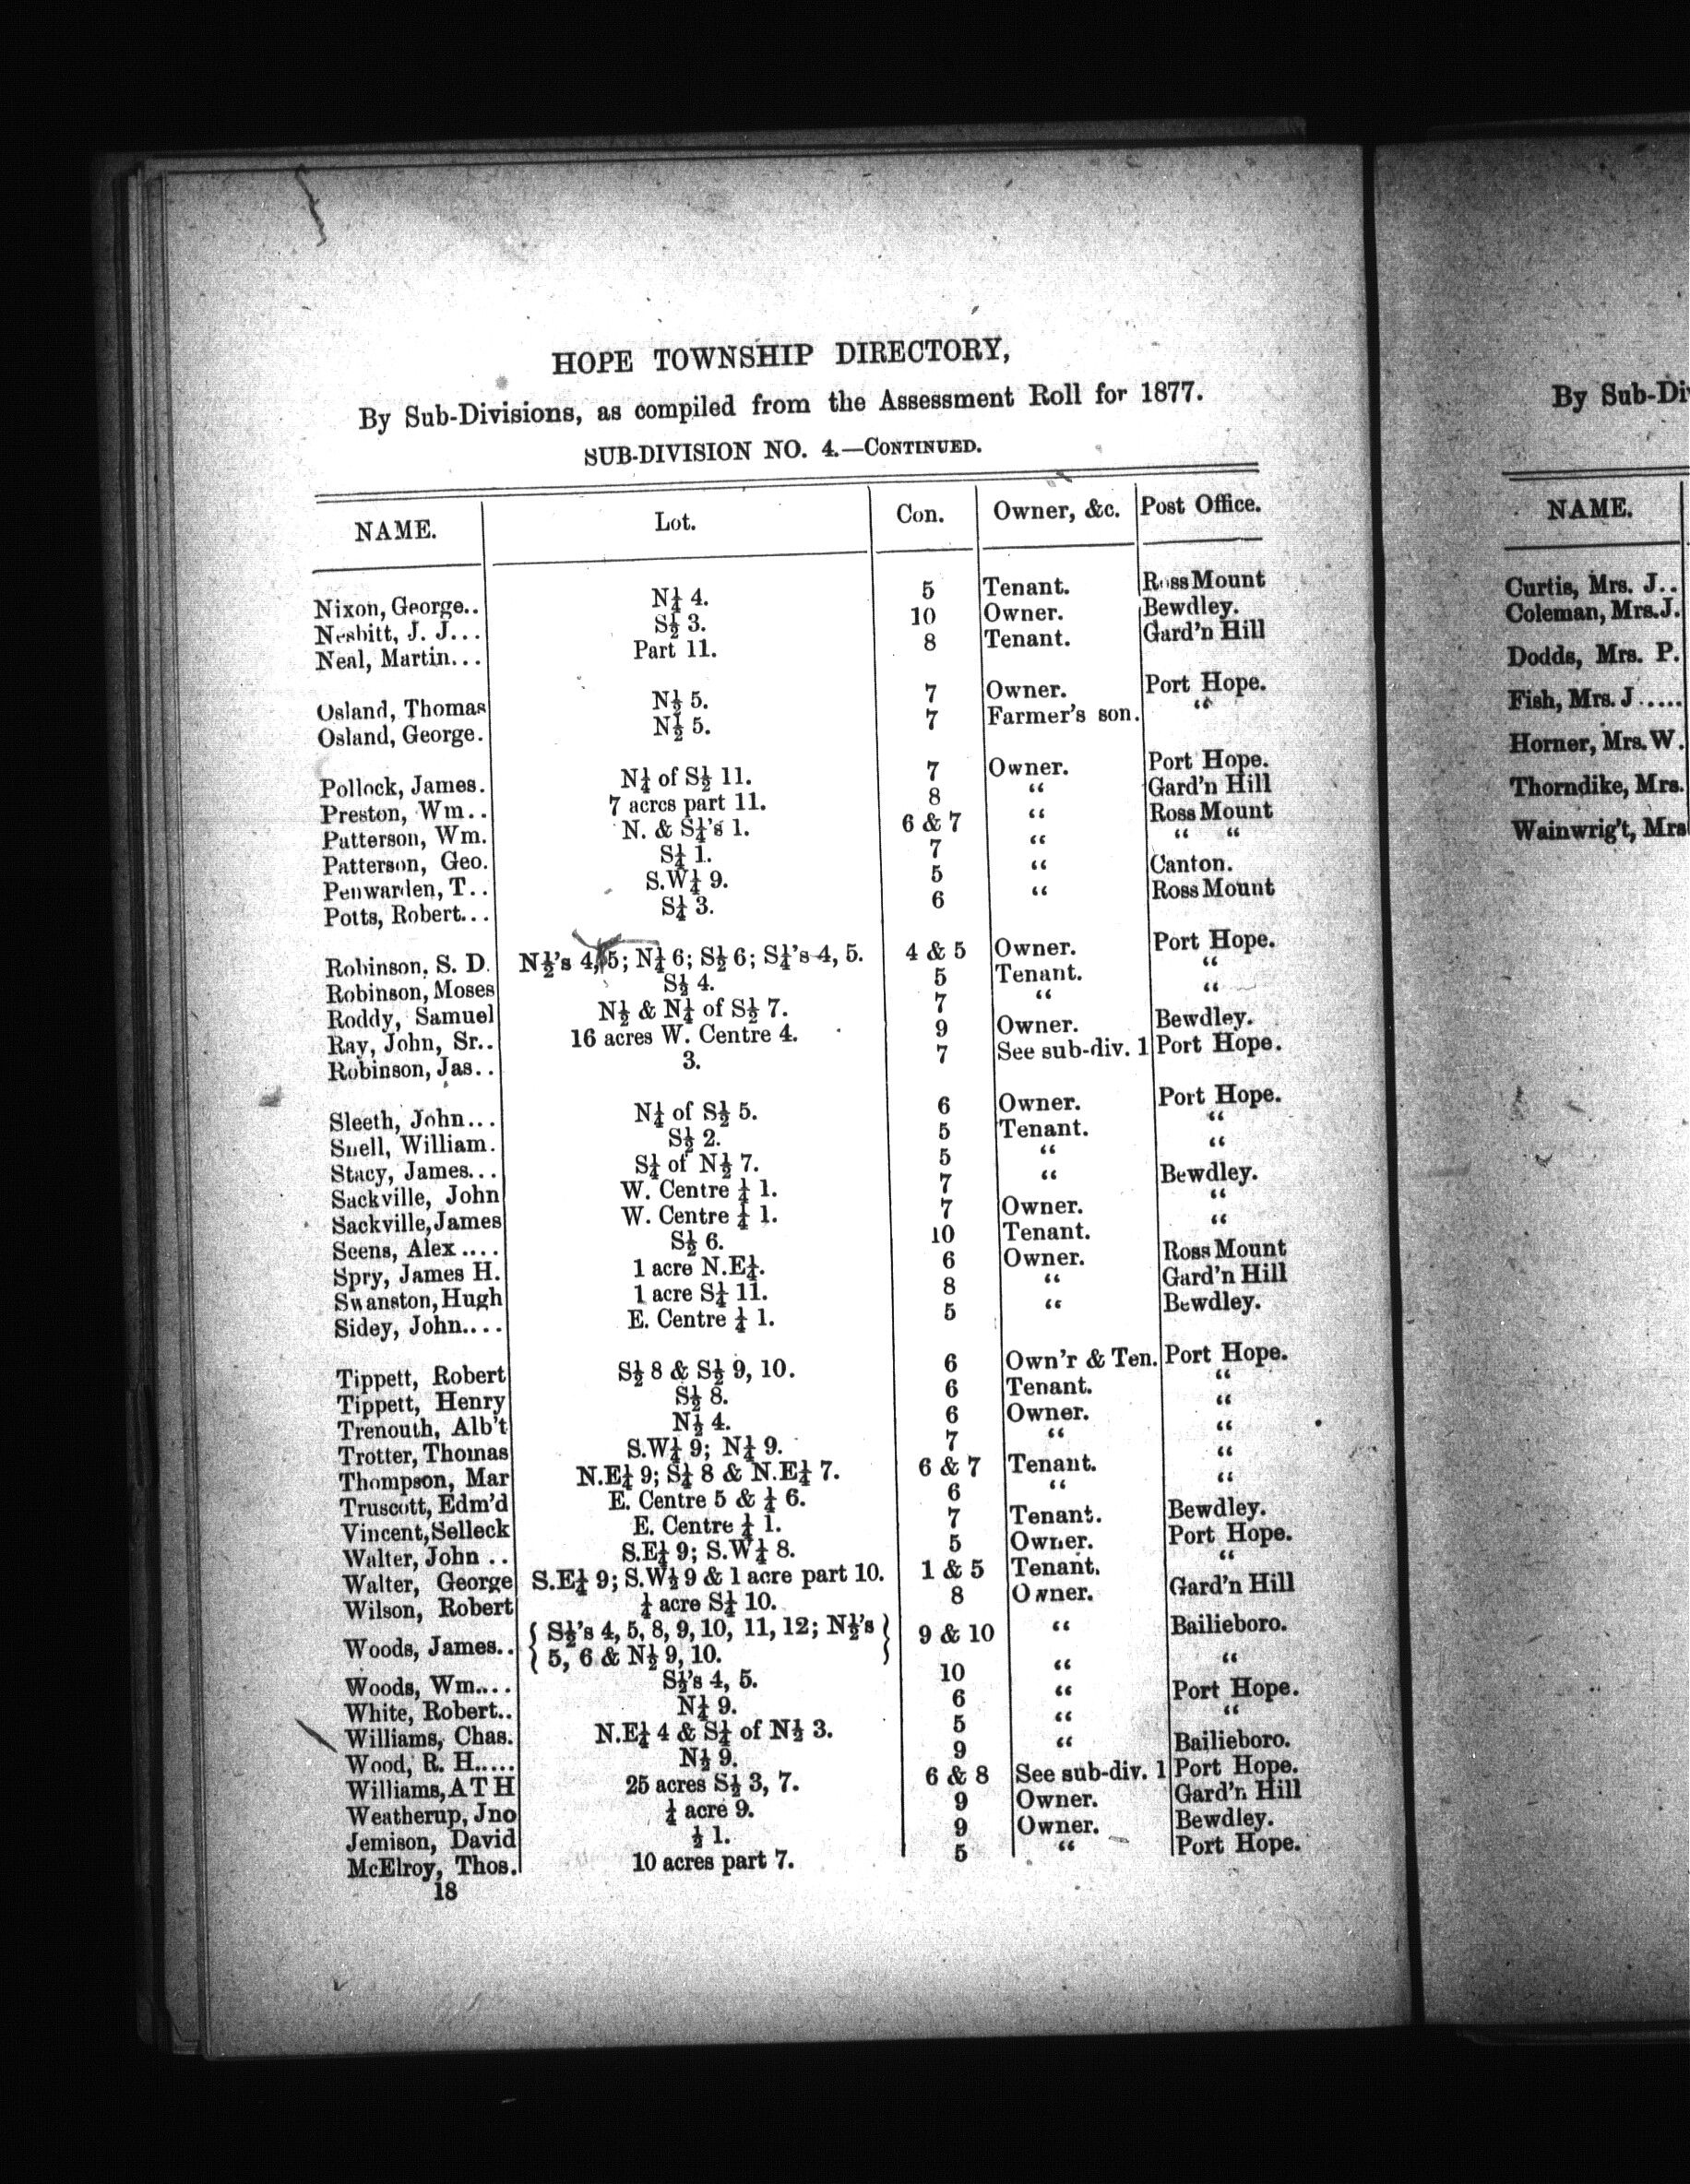 HOPE TOWNSHIP DIRECTORY,
By Sub-Divisions, as compiled from the Assessment Roll for 1877.
SUB-DIVISION NO. 4.—CONTINUED.
NAME. Lot. Con. Owner, &c. Post Office.
Nixon, George.. N¼ 4. 5 Tenant. Ross Mount
Nesbitt, J. J... S½ 3. 10 Owner. Bewdley.
Neal, Martin... Part 11. 8 Tenant. Gard'n Hill
Osland, Thomas N½ 5. 7 Owner. Port Hope.
Osland, George. N½ 5. 7 Farmer's son. “
Pollock, James. N¼ of S½ 11. 7 Owner. Port Hope.
Preston, Wm.. 7 acres part 11. 8 “ Gard'n Hill
Patterson, Wm. N. & S¼'s 1. 6 & 7 “ Ross Mount
Patterson, Geo. S¼ 1. 7 “ “ “
Penwarden, T.. S.W¼ 9. 5 “ Canton.
Potts, Robert... S¼ 3. 6 “ Ross Mount
Robinson, S. D. N½'s 4, 5; N¼ 6; S½ 6; S¼'s 4, 5. 4 & 5 Owner. Port Hope.
Robinson, Moses S½ 4. 5 Tenant. “
Roddy, Samuel N½ & N¼ of S½ 7. 7 “ “
Ray, John, Sr.. 16 acres W. Centre 4. 9 Owner. Bewdley.
Robinson, Jas.. 3. 7 See sub-div. 1 Port Hope.
Sleeth, John... N¼ of S½ 5. 6 Owner. Port Hope.
Snell, William. S½ 2. 5 Tenant. “
Stacy, James... S¼ of N½ 7. 5 “ “
Sackville, John W. Centre ¼ 1. 7 “ Bewdley.
Sackville, James W. Centre ¼ 1. 7 Owner. “
Seens, Alex .... S½ 6. 10 Tenant. “
Spry, James H. 1 acre N.E¼. 6 Owner. Ross Mount
Swanston, Hugh 1 acre S¼ 11. 8 “ Gard'n Hill
Sidey, John.... E. Centre ¼ 1. 5 “ Bewdley.
Tippett, Robert S½ 8 & S½ 9, 10. 6 Own'r & Ten. Port Hope.
Tippett, Henry S½ 8. 6 Tenant. “
Trenouth, Alb't N½ 4. 6 Owner. “
Trotter, Thomas S.W¼ 9; N¼ 9. 7 “ “
Thompson, Mar N.E¼ 9; S¼ 8 & N.E¼ 7. 6 & 7 Tenant. “
Truscott, Edm'd E. Centre 5 & ¼ 6. 6 “ “
Vincent, Selleck E. Centre ¼ 1. 7 Tenant. Bewdley.
Walter, John .. S.E¼ 9; S.W¼ 8. 5 Owner. Port Hope.
Walter, George S.E¼ 9; S.W½ 9 & 1 acre part 10. 1 & 5 Tenant. “
Wilson, Robert ¼ acre S¼ 10. 8 Owner. Gard'n Hill
Woods, James.. { S½'s 4, 5, 8, 9, 10, 11, 12; N½'s } 9 & 10 “ Bailieboro.
5, 6 & N½ 9, 10.
Woods, Wm.... S½'s 4, 5. 10 “ “
White, Robert.. N¼ 9. 6 “ Port Hope.
Williams, Chas. N.E¼ 4 & S¼ of N½ 3. 5 “ “
Wood, R. H..... N½ 9. 9 “ Bailieboro.
Williams, A T H 25 acres S½ 3, 7. 6 & 8 See sub-div. 1 Port Hope.
Weatherup, Jno ¼ acre 9. 9 Owner. Gard'n Hill
Jemison, David ½ 1. 9 Owner. Bewdley.
McElroy, Thos. 10 acres part 7. 5 “ Port Hope.
18
By Sub-Di
NAME.
Curtis, Mrs. J..
Coleman, Mrs. J.
Dodds, Mrs. P.
Fish, Mrs. J .....
Horner, Mrs. W.
Thorndike, Mrs.
Wainwrig't, Mrs